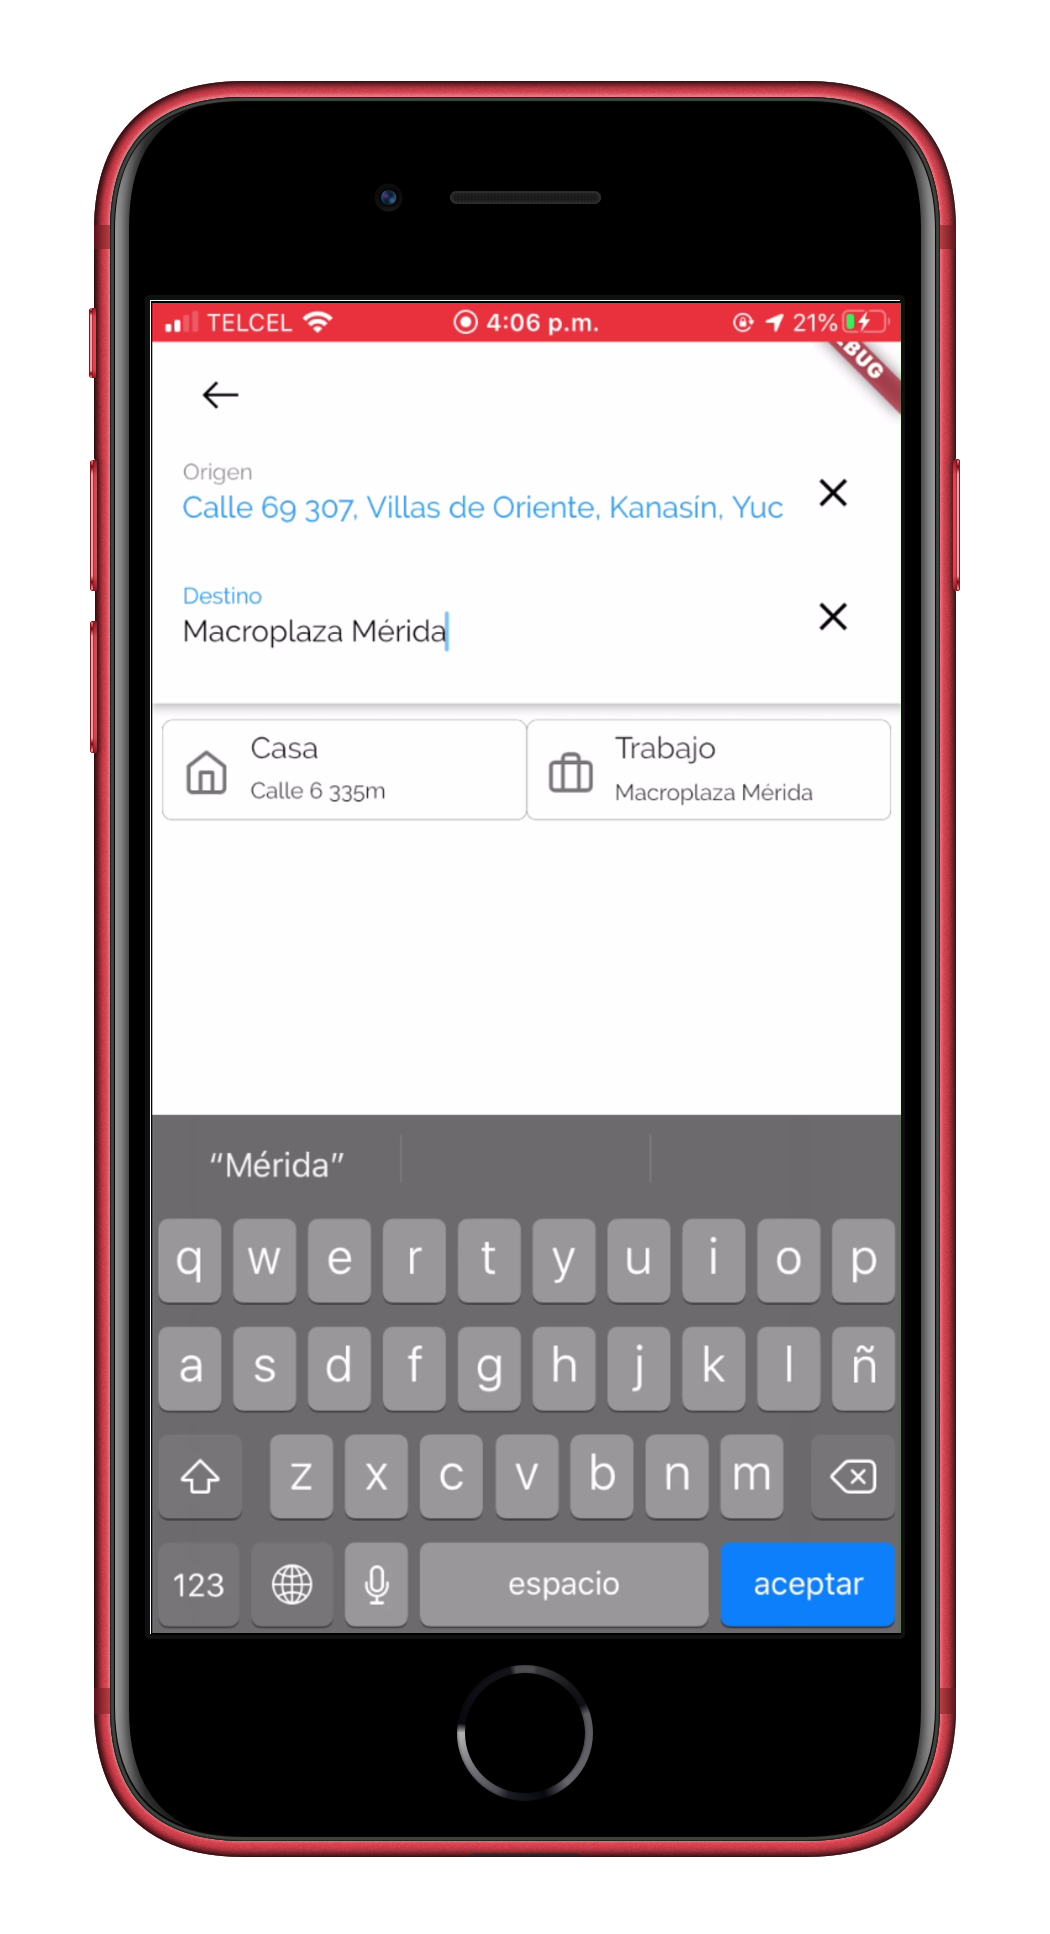 TELCEL 4:06 p.m. 21%
BUG
Origen
Calle 69 307, Villas de Oriente, Kanasín, Yuc
Destino
Macroplaza Mérida
Casa
Calle 6 335m
Trabajo
Macroplaza Mérida
“Mérida”
q w e r t y u i o p
a s d f g h j k l ñ
z x c v b n m
123 espacio aceptar